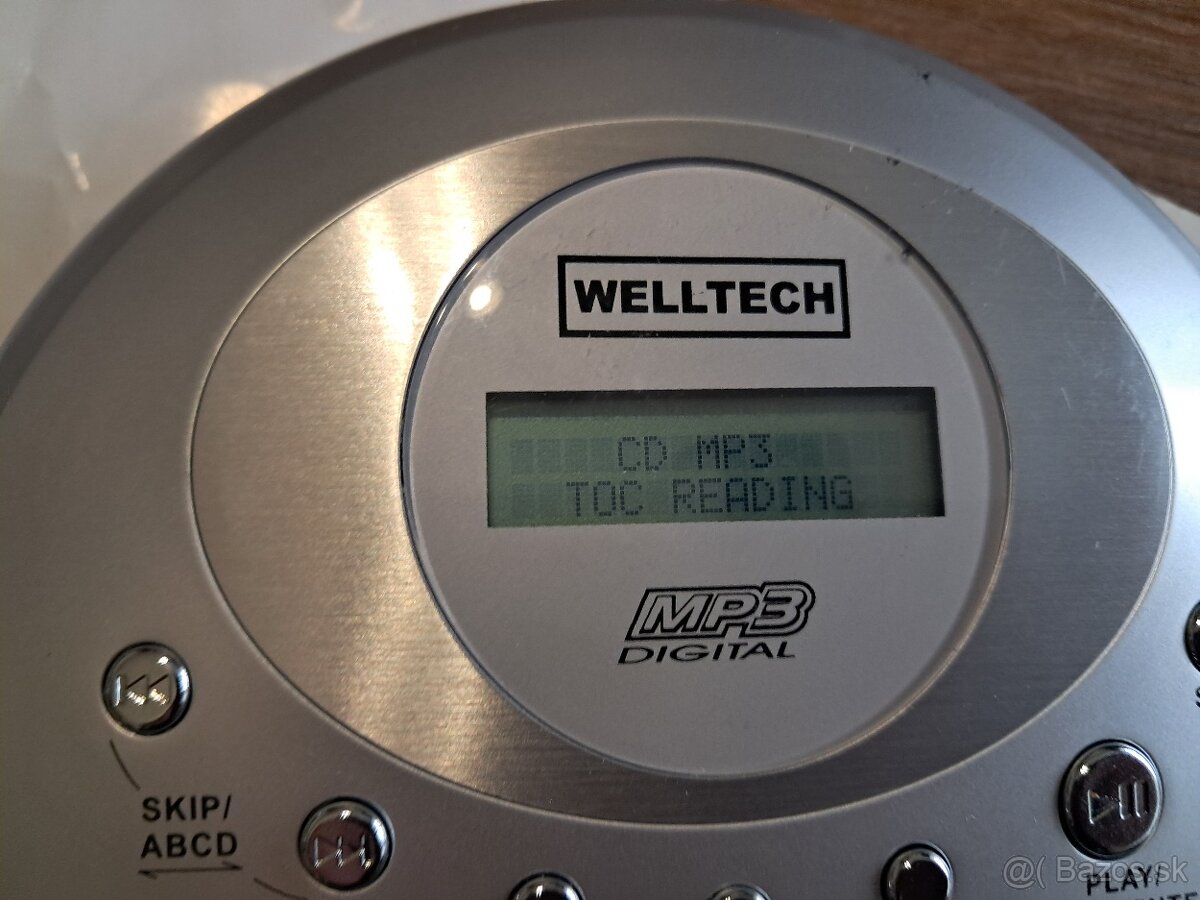 WELLTECH
CD MP3
TOC READING
MP3
DIGITAL
SKIP/
ABCD
PLAY/
@( Bazos.sk